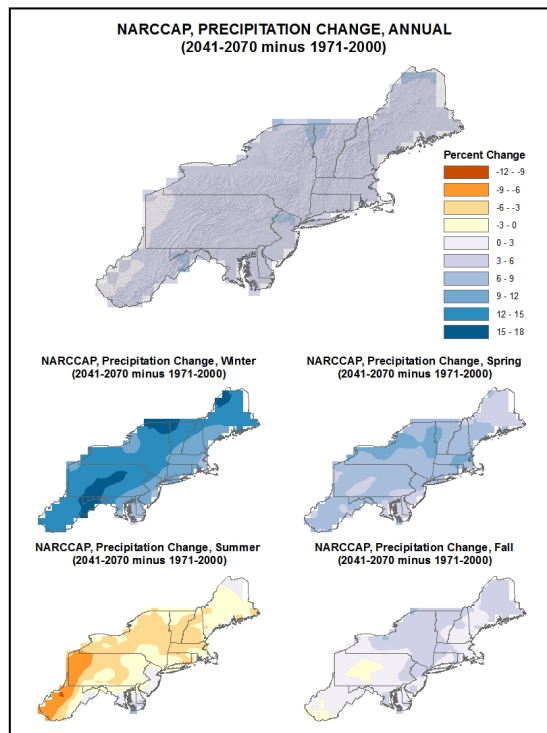 NARCCAP, PRECIPITATION CHANGE, ANNUAL
(2041-2070 minus 1971-2000)
Percent Change
-12 - -9
-9 - -6
-6 - -3
-3 - 0
0 - 3
3 - 6
6 - 9
9 - 12
12 - 15
15 - 18
NARCCAP, Precipitation Change, Winter
(2041-2070 minus 1971-2000)
NARCCAP, Precipitation Change, Spring
(2041-2070 minus 1971-2000)
NARCCAP, Precipitation Change, Summer
(2041-2070 minus 1971-2000)
NARCCAP, Precipitation Change, Fall
(2041-2070 minus 1971-2000)